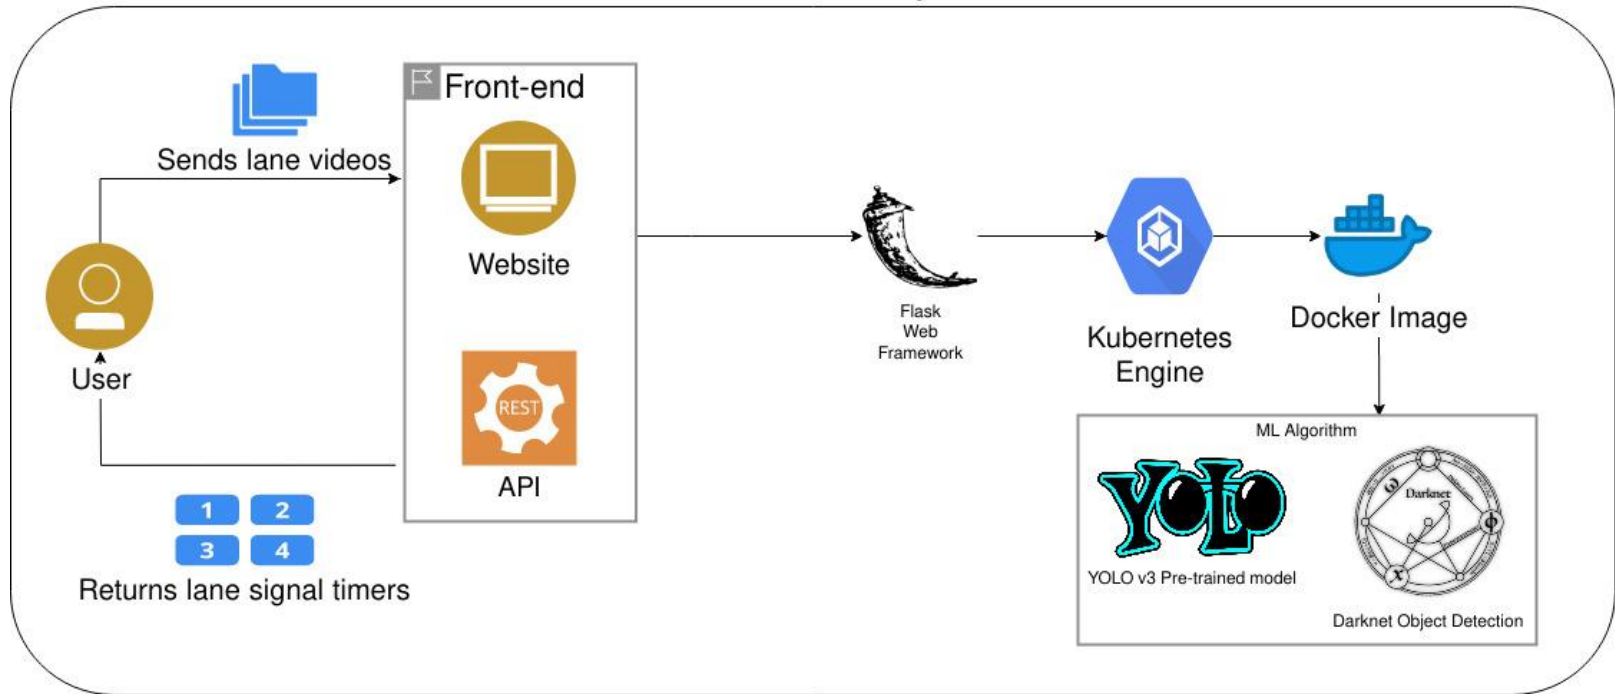 Front-end
Sends lane videos
Website
User
REST
API
1 2
3 4
Returns lane signal timers
Flask
Web
Framework
Kubernetes
Engine
Docker Image
ML Algorithm
YOLO
YOLO v3 Pre-trained model
Darknet
Darknet Object Detection